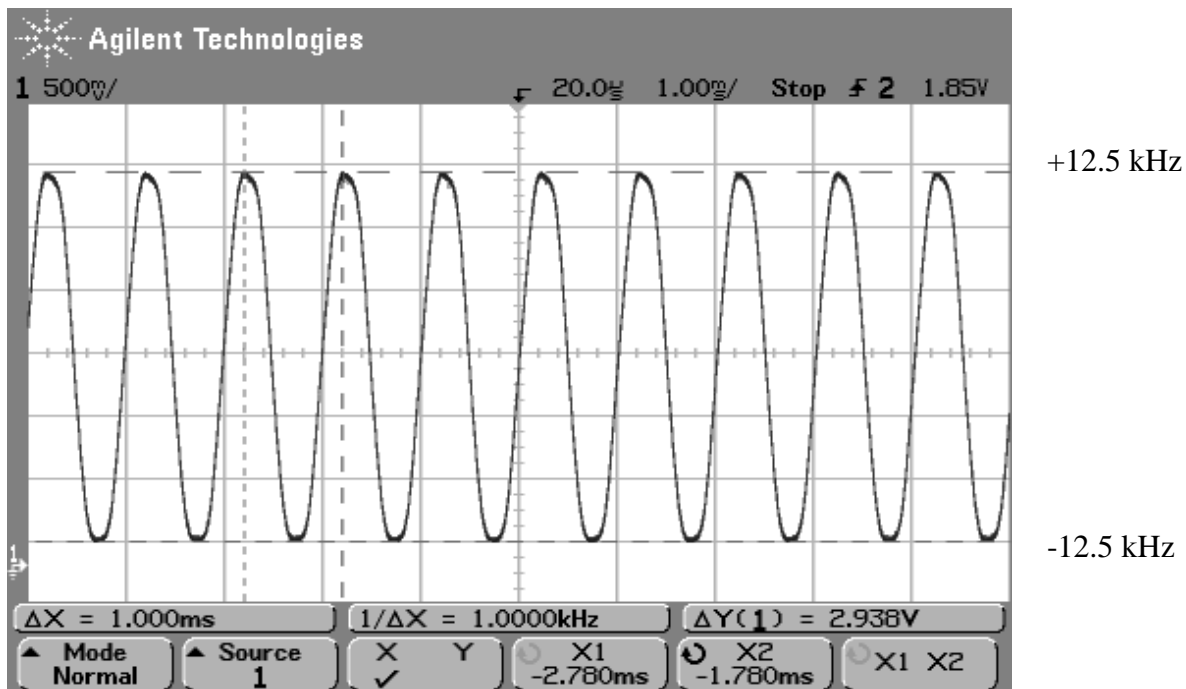 Agilent Technologies
1 500mV/ 20.0us 1.00ms/ Stop 2 1.85V
+12.5 kHz
-12.5 kHz
1
ΔX = 1.000ms 1/ΔX = 1.0000kHz ΔY(1) = 2.938V
Mode Source X Y X1 X2 X1 X2
Normal 1 ✓ -2.780ms -1.780ms